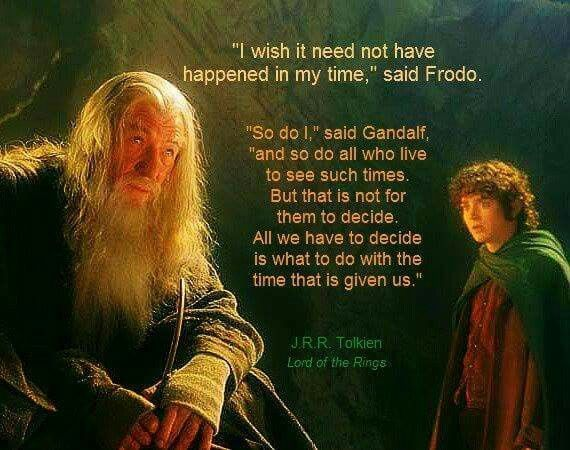 "I wish it need not have
happened in my time," said Frodo.
"So do I," said Gandalf,
"and so do all who live
to see such times.
But that is not for
them to decide.
All we have to decide
is what to do with the
time that is given us."
J.R.R. Tolkien
Lord of the Rings